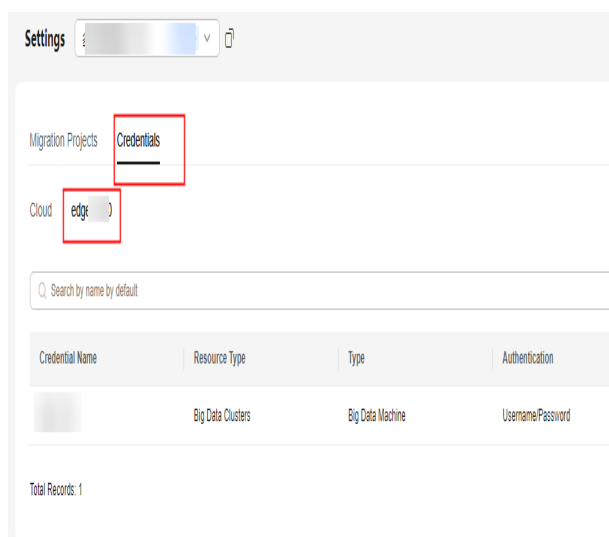 Settings
Migration Projects Credentials
Cloud
Search by name by default
Credential Name Resource Type Type Authentication
Big Data Clusters Big Data Machine Username/Password
Total Records: 1